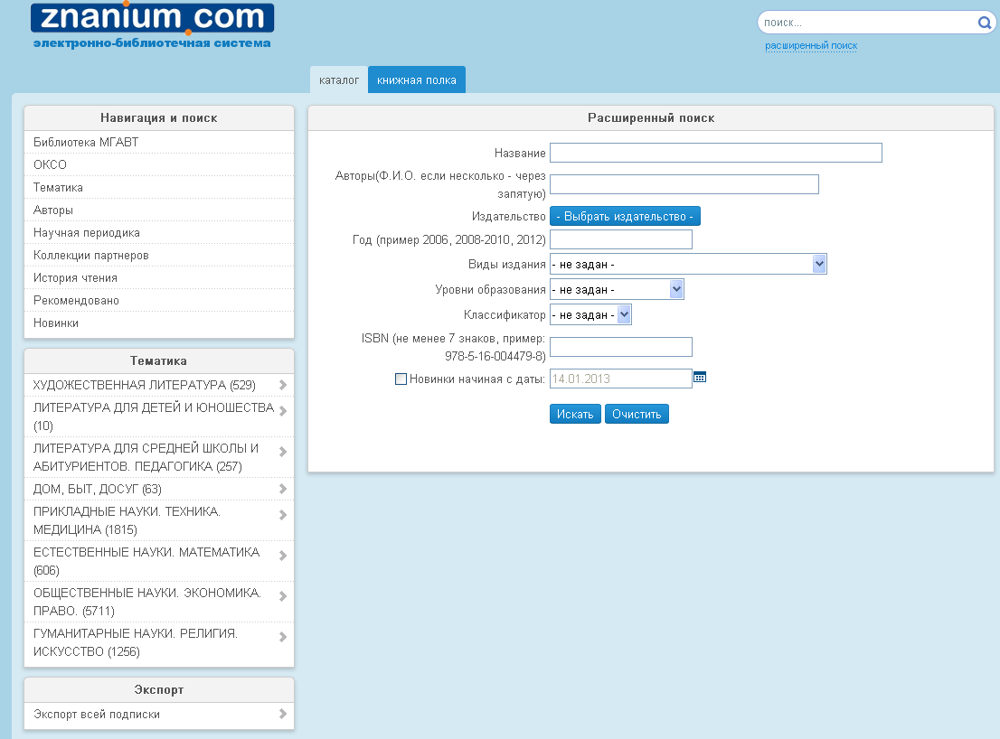 znanium.com
электронно-библиотечная система
поиск...
расширенный поиск
каталог
книжная полка
Навигация и поиск
Библиотека МГАВТ
ОКСО
Тематика
Авторы
Научная периодика
Коллекции партнеров
История чтения
Рекомендовано
Новинки
Тематика
ХУДОЖЕСТВЕННАЯ ЛИТЕРАТУРА (529)
ЛИТЕРАТУРА ДЛЯ ДЕТЕЙ И ЮНОШЕСТВА
(10)
ЛИТЕРАТУРА ДЛЯ СРЕДНЕЙ ШКОЛЫ И
АБИТУРИЕНТОВ. ПЕДАГОГИКА (257)
ДОМ, БЫТ, ДОСУГ (63)
ПРИКЛАДНЫЕ НАУКИ. ТЕХНИКА.
МЕДИЦИНА (1815)
ЕСТЕСТВЕННЫЕ НАУКИ. МАТЕМАТИКА
(606)
ОБЩЕСТВЕННЫЕ НАУКИ. ЭКОНОМИКА.
ПРАВО. (5711)
ГУМАНИТАРНЫЕ НАУКИ. РЕЛИГИЯ.
ИСКУССТВО (1256)
Экспорт
Экспорт всей подписки
Расширенный поиск
Название
Авторы(Ф.И.О. если несколько - через
запятую)
Издательство - Выбрать издательство -
Год (пример 2006, 2008-2010, 2012)
Виды издания - не задан -
Уровни образования - не задан -
Классификатор - не задан -
ISBN (не менее 7 знаков, пример:
978-5-16-004479-8)
Новинки начиная с даты: 14.01.2013
Искать Очистить